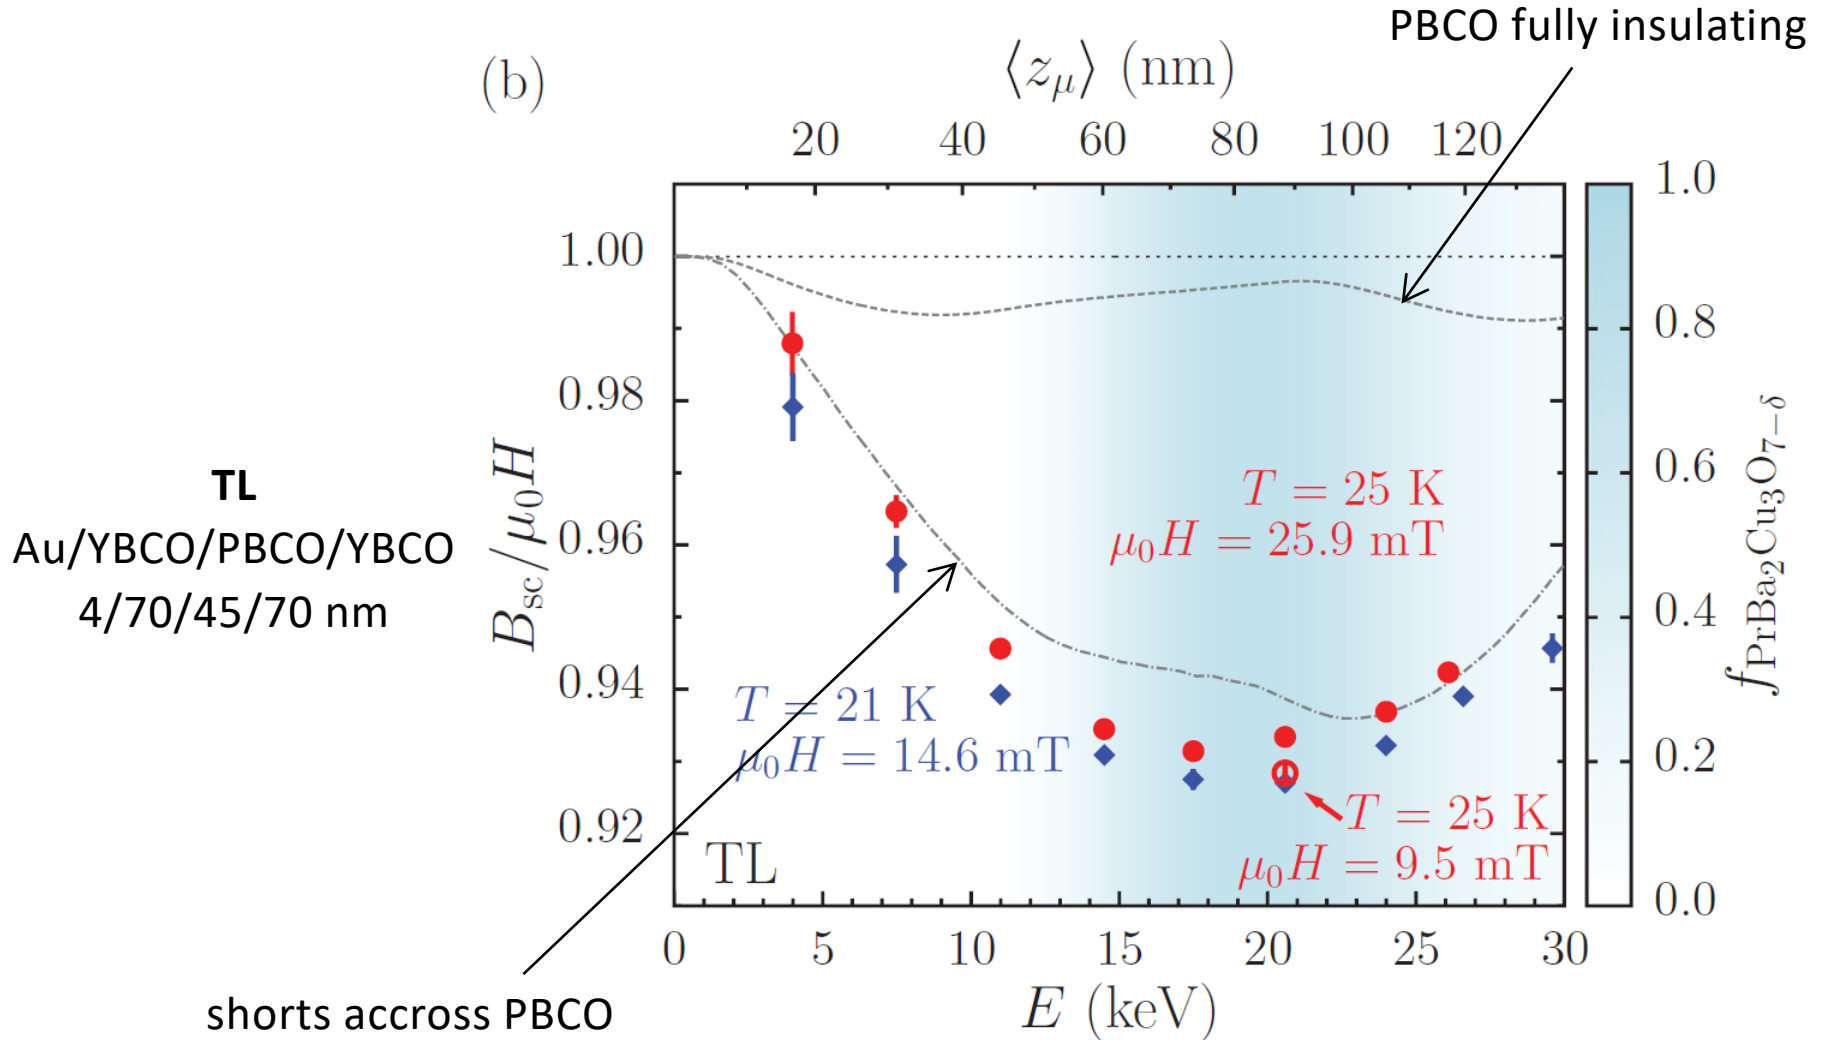 PBCO fully insulating
(b)
⟨zμ⟩ (nm)
20 40 60 80 100 120
1.00
0.98
0.96
0.94
0.92
Bsc/μ0H
1.0
0.8
0.6
0.4
0.2
0.0
fPrBa2Cu3O7−δ
TL
Au/YBCO/PBCO/YBCO
4/70/45/70 nm
T = 25 K
μ0H = 25.9 mT
T = 21 K
μ0H = 14.6 mT
T = 25 K
μ0H = 9.5 mT
TL
0 5 10 15 20 25 30
E (keV)
shorts accross PBCO